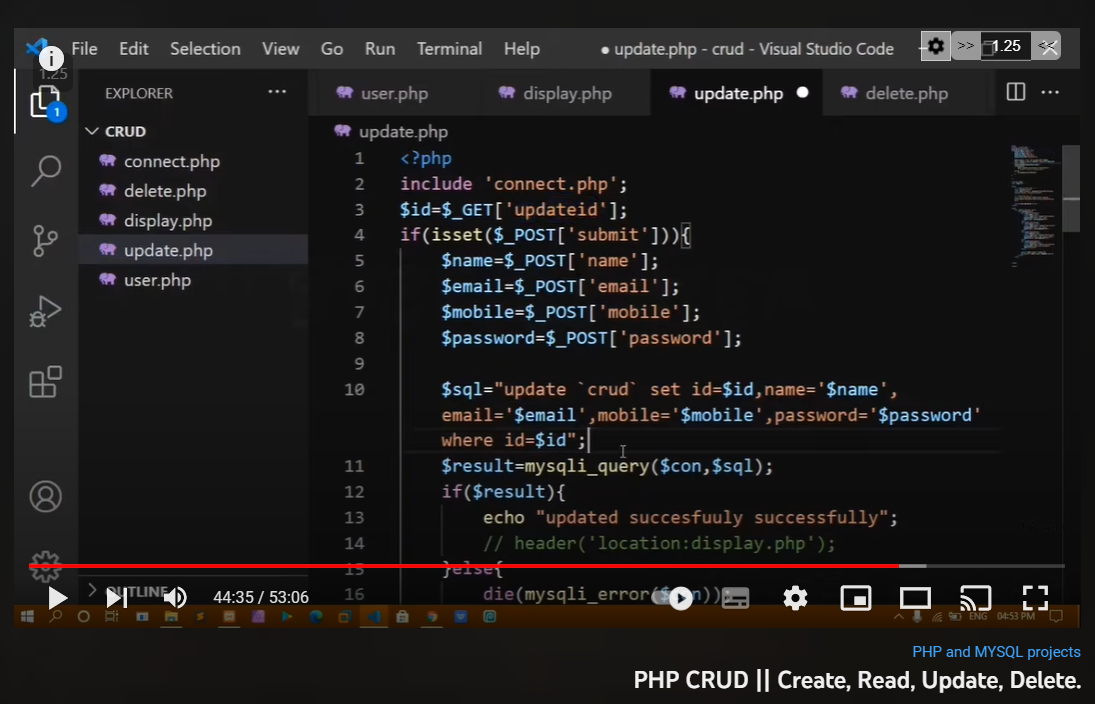 File Edit Selection View Go Run Terminal Help ● update.php - crud - Visual Studio Code >> 1.25 <<
1.25
EXPLORER ...
user.php display.php update.php ● delete.php ...
1
CRUD
update.php
connect.php
delete.php
display.php
update.php
user.php
1 <?php
2 include 'connect.php';
3 $id=$_GET['updateid'];
4 if(isset($_POST['submit'])){
5 $name=$_POST['name'];
6 $email=$_POST['email'];
7 $mobile=$_POST['mobile'];
8 $password=$_POST['password'];
9
10 $sql="update `crud` set id=$id,name='$name',
email='$email',mobile='$mobile',password='$password'
where id=$id";
11 $result=mysqli_query($con,$sql);
12 if($result){
13 echo "updated succesfuuly successfully";
14 // header('location:display.php');
15 }else{
16 die(mysqli_error($con))
OUTLINE
44:35 / 53:06
ENG 04:53 PM
PHP and MYSQL projects
PHP CRUD || Create, Read, Update, Delete.